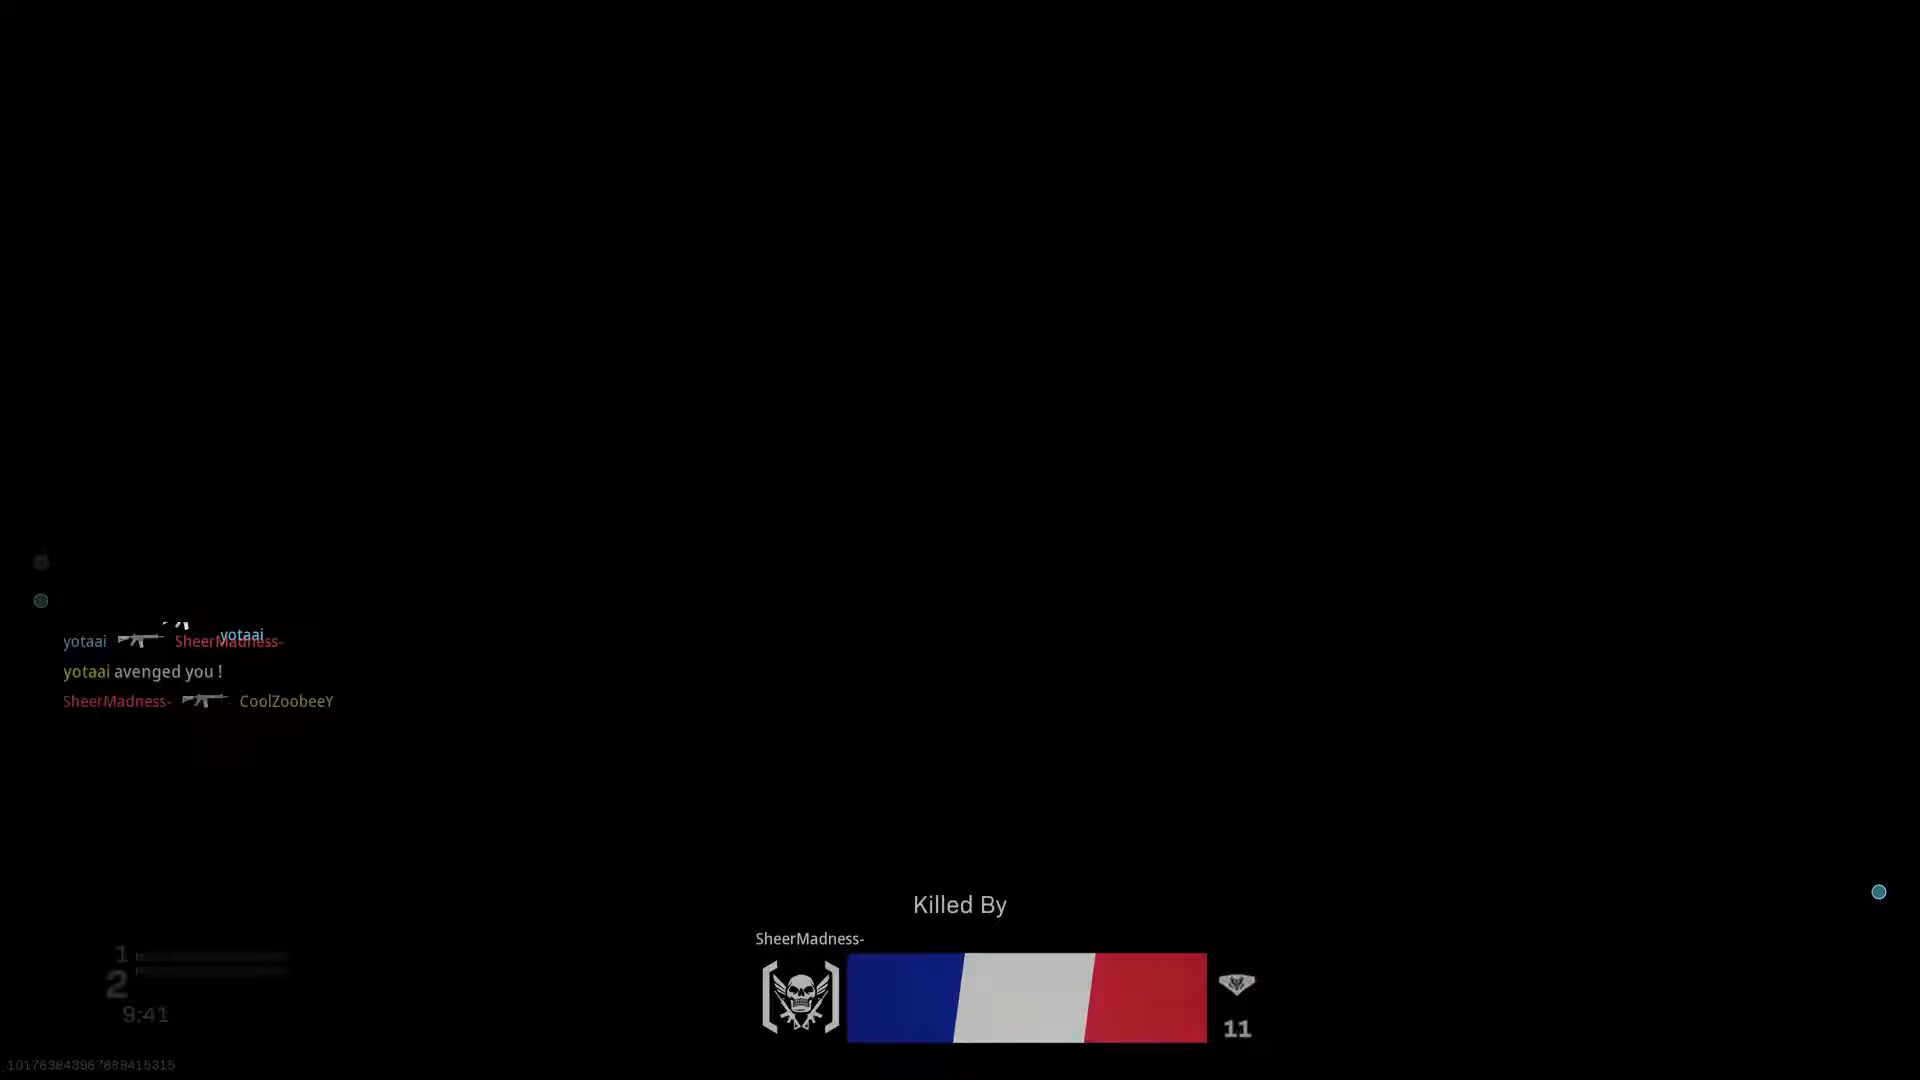 yotaai
yotaai SheerMadness-
yotaai avenged you !
SheerMadness- CoolZoobeeY
Killed By
SheerMadness-
11
1
2
9:41